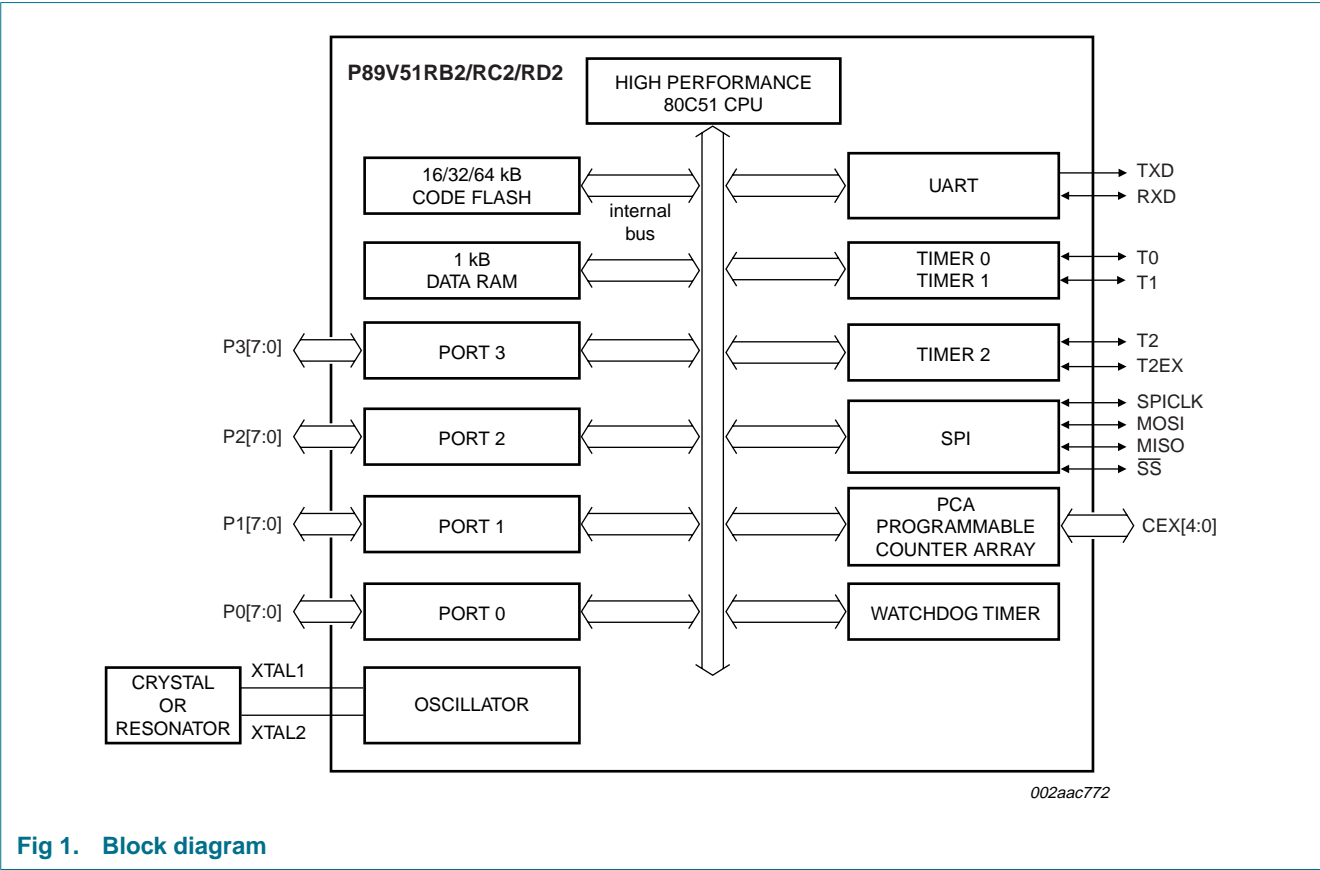 P89V51RB2/RC2/RD2
HIGH PERFORMANCE
80C51 CPU
16/32/64 kB
CODE FLASH
internal
bus
1 kB
DATA RAM
P3[7:0]
PORT 3
P2[7:0]
PORT 2
P1[7:0]
PORT 1
P0[7:0]
PORT 0
CRYSTAL
OR
RESONATOR
XTAL1
XTAL2
OSCILLATOR
UART
TXD
RXD
TIMER 0
TIMER 1
T0
T1
TIMER 2
T2
T2EX
SPI
SPICLK
MOSI
MISO
S̅S̅
PCA
PROGRAMMABLE
COUNTER ARRAY
CEX[4:0]
WATCHDOG TIMER
002aac772
Fig 1. Block diagram